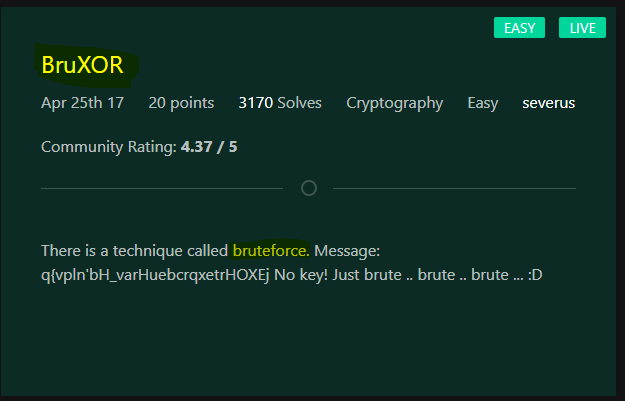 EASY LIVE
BruXOR
Apr 25th 17 20 points 3170 Solves Cryptography Easy severus
Community Rating: 4.37 / 5
There is a technique called bruteforce. Message:
q{vpln'bH_varHuebcrqxetrHOXEj No key! Just brute .. brute .. brute ... :D